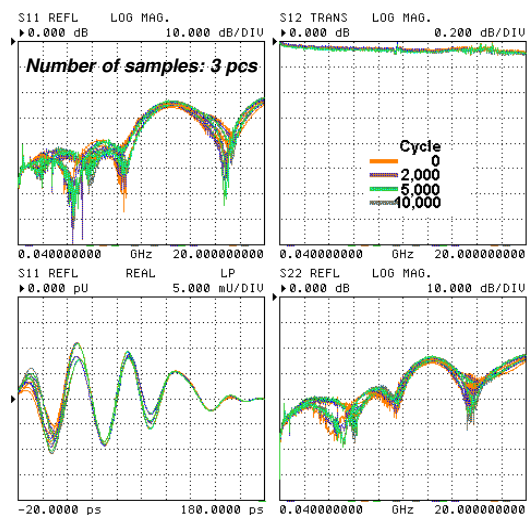 S11 REFL LOG MAG.
▶0.000 dB 10.000 dB/DIV
Number of samples: 3 pcs
0.040000000 GHz 20.000000000
S12 TRANS LOG MAG.
▶0.000 dB 0.200 dB/DIV
Cycle
0
2,000
5,000
10,000
0.040000000 GHz 20.000000000
S11 REFL REAL LP
▶0.000 pU 5.000 mU/DIV
-20.0000 ps 180.0000 ps
S22 REFL LOG MAG.
▶0.000 dB 10.000 dB/DIV
0.040000000 GHz 20.000000000